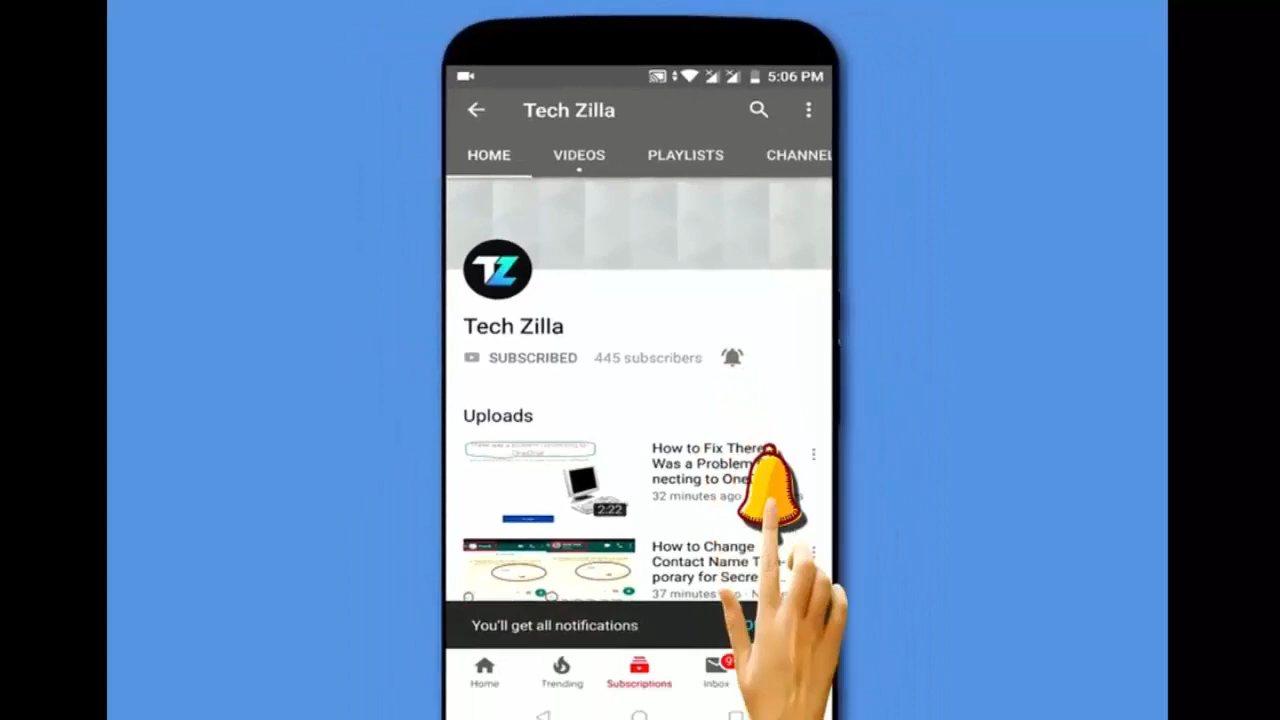 5:06 PM
Tech Zilla
HOME VIDEOS PLAYLISTS CHANNEL
TZ
Tech Zilla
SUBSCRIBED 445 subscribers
Uploads
How to Fix There
Was a Problem
necting to One
32 minutes ago
2:22
How to Change
Contact Name T
porary for Secre
37 minutes
You'll get all notifications
Home Trending Subscriptions Inbox
9